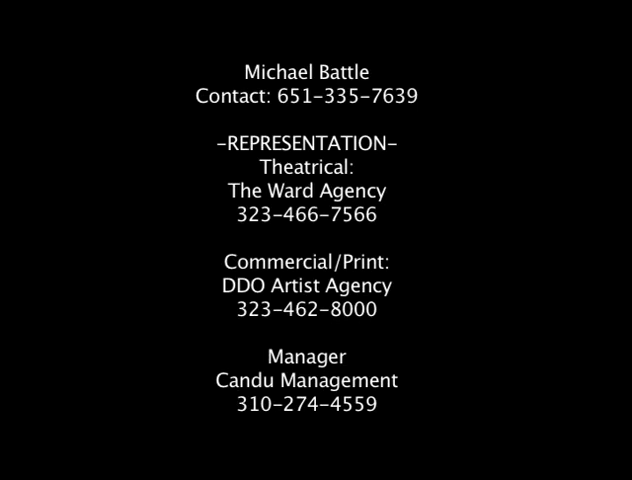 Michael Battle
Contact: 651-335-7639
-REPRESENTATION-
Theatrical:
The Ward Agency
323-466-7566
Commercial/Print:
DDO Artist Agency
323-462-8000
Manager
Candu Management
310-274-4559